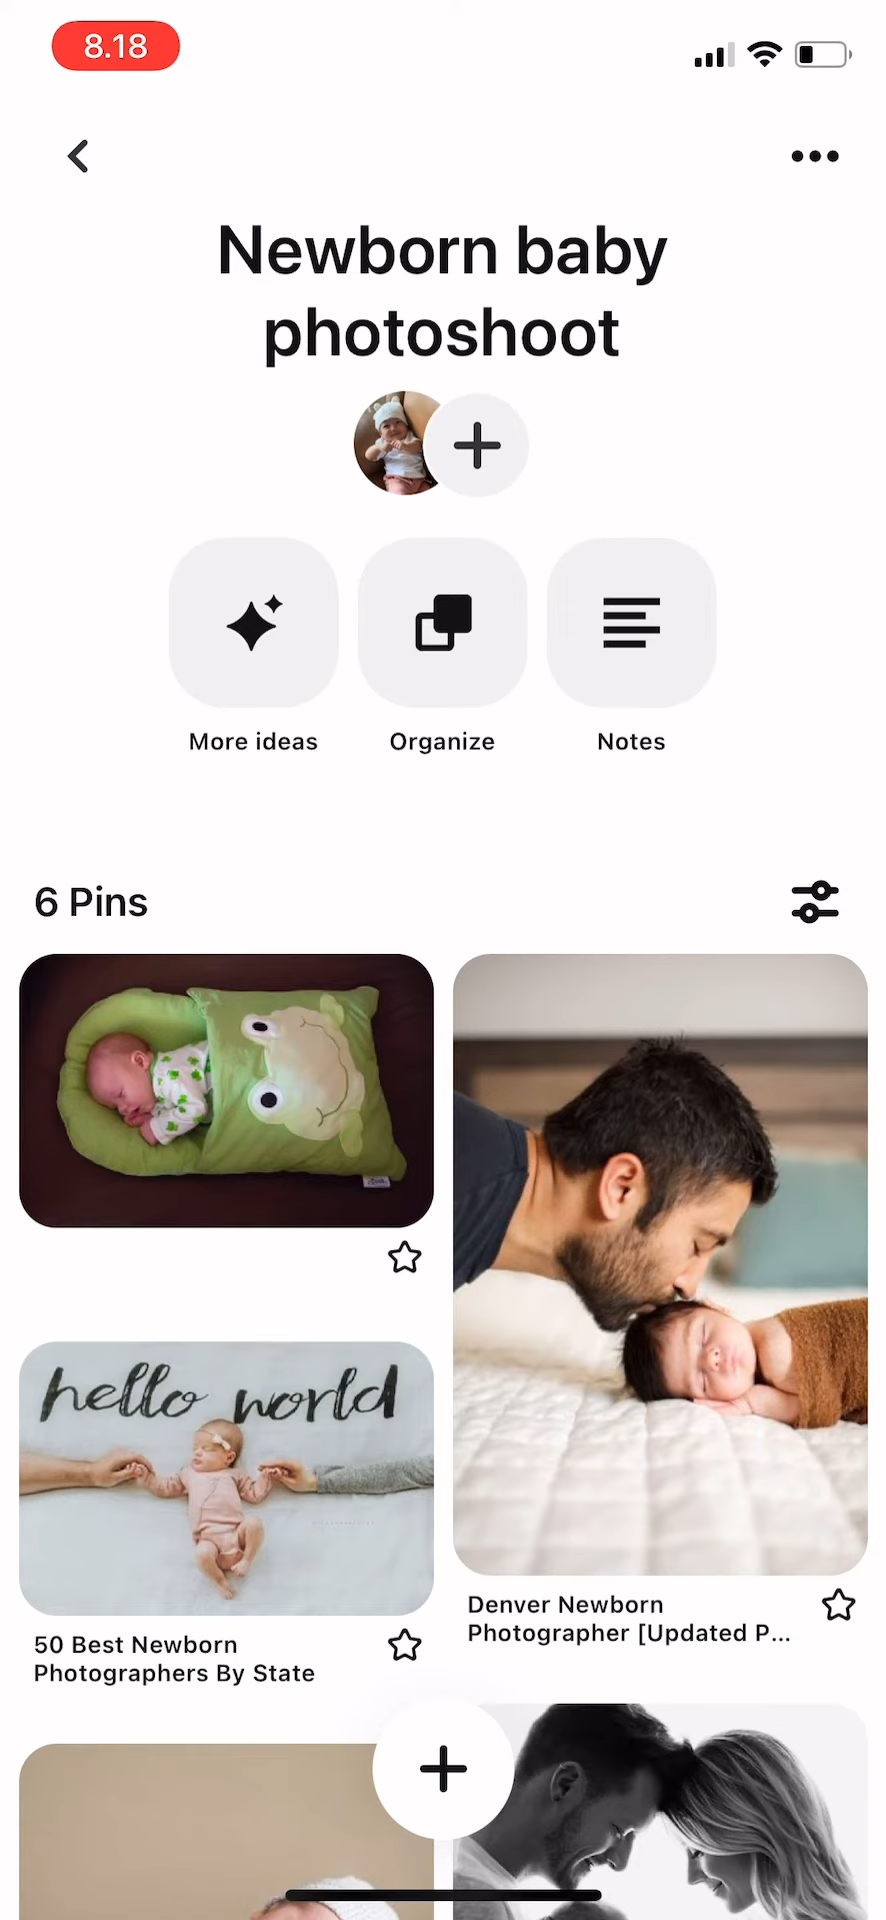 8.18
Newborn baby
photoshoot
More ideas
Organize
Notes
6 Pins
hello world
50 Best Newborn
Photographers By State
Denver Newborn
Photographer [Updated P...